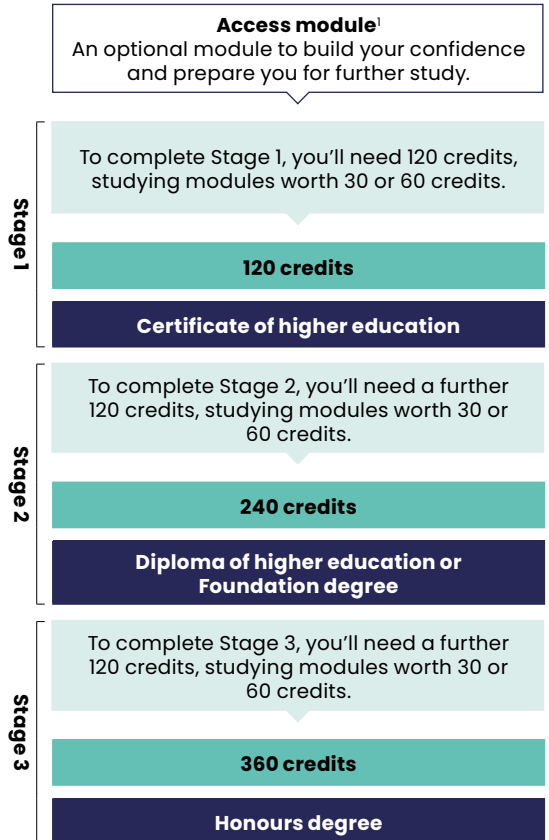 Access module¹
An optional module to build your confidence
and prepare you for further study.
Stage 1
To complete Stage 1, you'll need 120 credits,
studying modules worth 30 or 60 credits.
120 credits
Certificate of higher education
Stage 2
To complete Stage 2, you'll need a further
120 credits, studying modules worth 30 or
60 credits.
240 credits
Diploma of higher education or
Foundation degree
Stage 3
To complete Stage 3, you'll need a further
120 credits, studying modules worth 30 or
60 credits.
360 credits
Honours degree